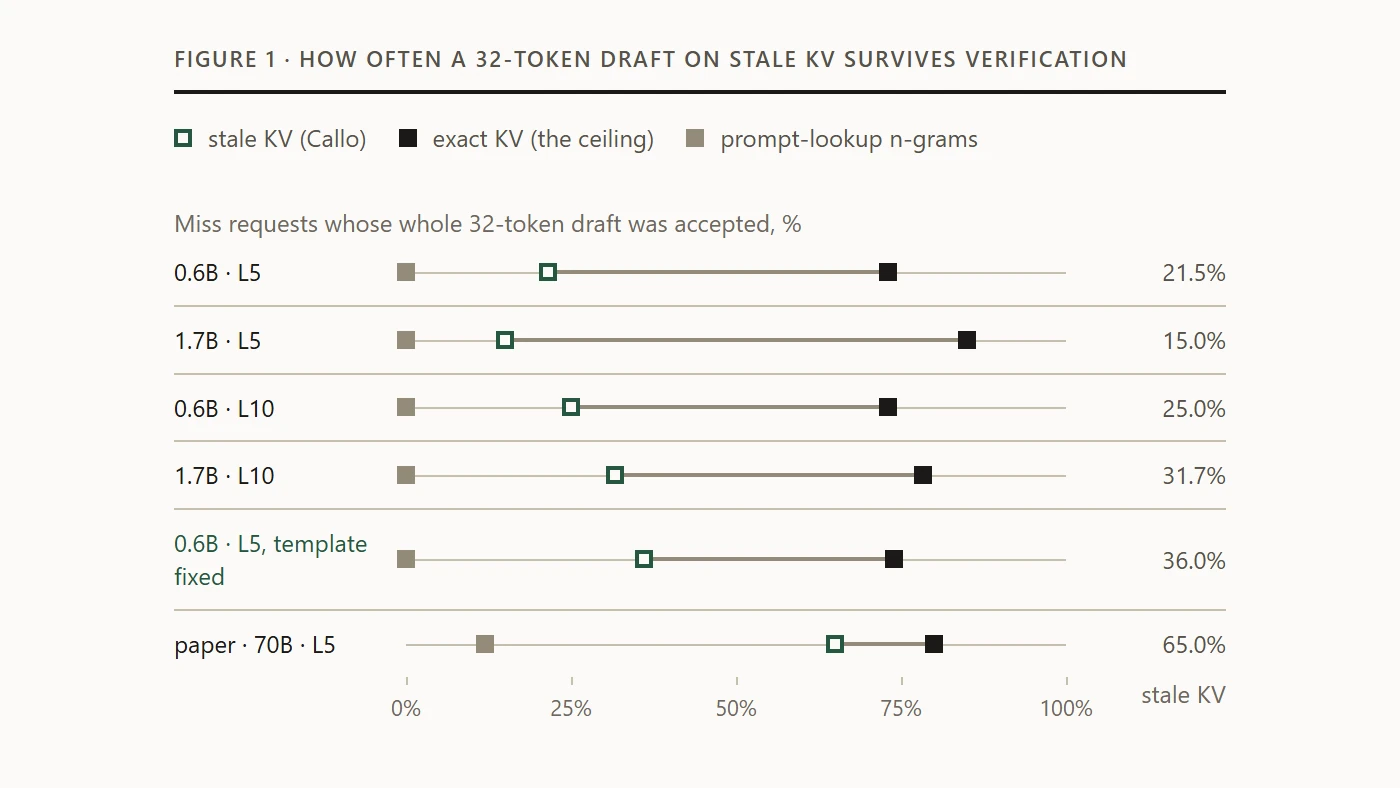 FIGURE 1 · HOW OFTEN A 32-TOKEN DRAFT ON STALE KV SURVIVES VERIFICATION
stale KV (Callo) exact KV (the ceiling) prompt-lookup n-grams
Miss requests whose whole 32-token draft was accepted, %
0.6B · L5 21.5%
1.7B · L5 15.0%
0.6B · L10 25.0%
1.7B · L10 31.7%
0.6B · L5, template
fixed 36.0%
paper · 70B · L5 65.0%
0% 25% 50% 75% 100% stale KV